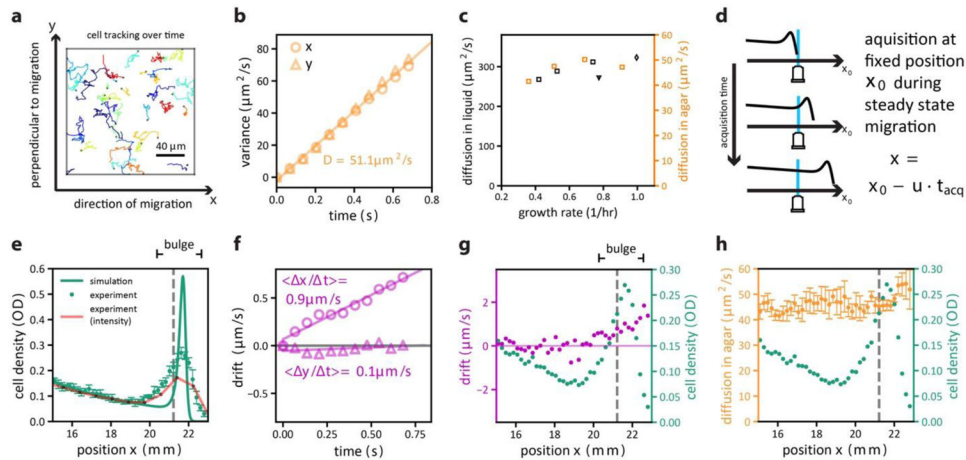 a
cell tracking over time
perpendicular to migration
y
40 μm
x
direction of migration
b
x
y
variance (μm²/s)
80
60
40
20
0
D = 51.1μm²/s
0.0 0.2 0.4 0.6 0.8
time (s)
c
diffusion in liquid (μm²/s)
300
200
100
0
60
50
40
30
20
10
0
diffusion in agar (μm²/s)
0.2 0.4 0.6 0.8 1.0
growth rate (1/hr)
d
acquisition time
x₀
x₀
x₀
aquisition at
fixed position
x₀ during
steady state
migration
x =
x₀ − u · tacq
e
bulge
cell density (OD)
0.6
0.5
0.4
0.3
0.2
0.1
0.0
simulation
experiment
experiment
(intensity)
16 18 20 22
position x (mm)
f
drift (μm/s)
0.5
0.0
−0.5
<Δx/Δt>=
0.9μm/s
<Δy/Δt>= 0.1μm/s
0.00 0.25 0.50 0.75
time (s)
g
bulge
drift (μm/s)
2
0
−2
0.30
0.25
0.20
0.15
0.10
0.05
0.00
cell density (OD)
16 18 20 22
position x (mm)
h
diffusion in agar (μm²/s)
60
50
40
30
20
10
0
0.30
0.25
0.20
0.15
0.10
0.05
0.00
cell density (OD)
16 18 20 22
position x (mm)